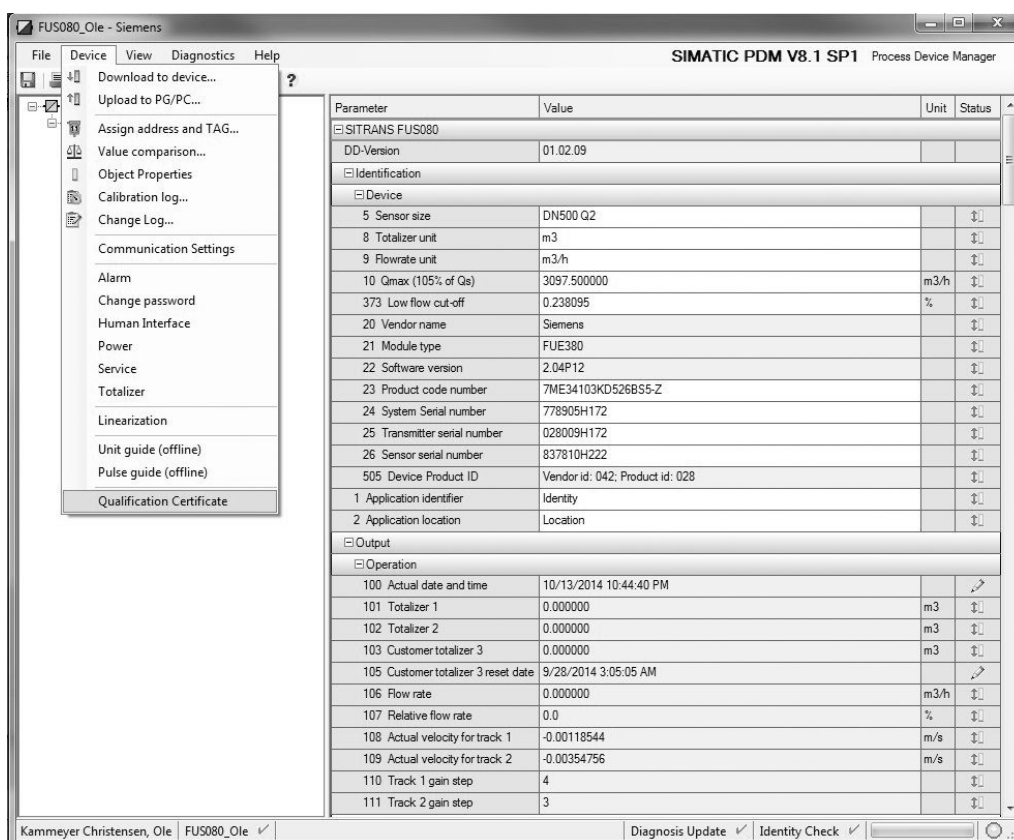 FUS080_Ole - Siemens
File Device View Diagnostics Help
SIMATIC PDM V8.1 SP1 Process Device Manager
Download to device...
Upload to PG/PC...
Assign address and TAG...
Value comparison...
Object Properties
Calibration log...
Change Log...
Communication Settings
Alarm
Change password
Human Interface
Power
Service
Totalizer
Linearization
Unit guide (offline)
Pulse guide (offline)
Qualification Certificate
Parameter Value Unit Status
SITRANS FUS080
DD-Version 01.02.09
Identification
Device
5 Sensor size DN500 Q2
8 Totalizer unit m3
9 Flowrate unit m3/h
10 Qmax (105% of Qs) 3097.500000 m3/h
373 Low flow cut-off 0.238095 %
20 Vendor name Siemens
21 Module type FUE380
22 Software version 2.04P12
23 Product code number 7ME34103KD526BS5-Z
24 System Serial number 778905H172
25 Transmitter serial number 028009H172
26 Sensor serial number 837810H222
505 Device Product ID Vendor id: 042; Product id: 028
1 Application identifier Identity
2 Application location Location
Output
Operation
100 Actual date and time 10/13/2014 10:44:40 PM
101 Totalizer 1 0.000000 m3
102 Totalizer 2 0.000000 m3
103 Customer totalizer 3 0.000000 m3
105 Customer totalizer 3 reset date 9/28/2014 3:05:05 AM
106 Flow rate 0.000000 m3/h
107 Relative flow rate 0.0 %
108 Actual velocity for track 1 -0.00118544 m/s
109 Actual velocity for track 2 -0.00354756 m/s
110 Track 1 gain step 4
111 Track 2 gain step 3
Kammeyer Christensen, Ole FUS080_Ole Diagnosis Update Identity Check